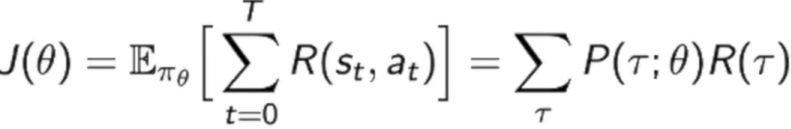 J(θ) = 𝔼_{π_θ}[ ∑_{t=0}^{T} R(s_t, a_t) ] = ∑_τ P(τ; θ)R(τ)